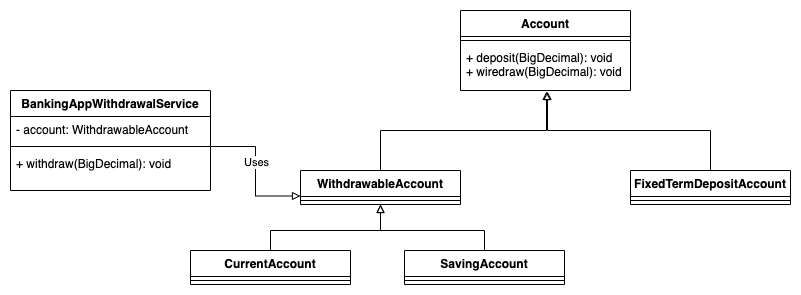 Account
+ deposit(BigDecimal): void
+ wiredraw(BigDecimal): void
BankingAppWithdrawalService
- account: WithdrawableAccount
+ withdraw(BigDecimal): void
Uses
WithdrawableAccount
FixedTermDepositAccount
CurrentAccount
SavingAccount